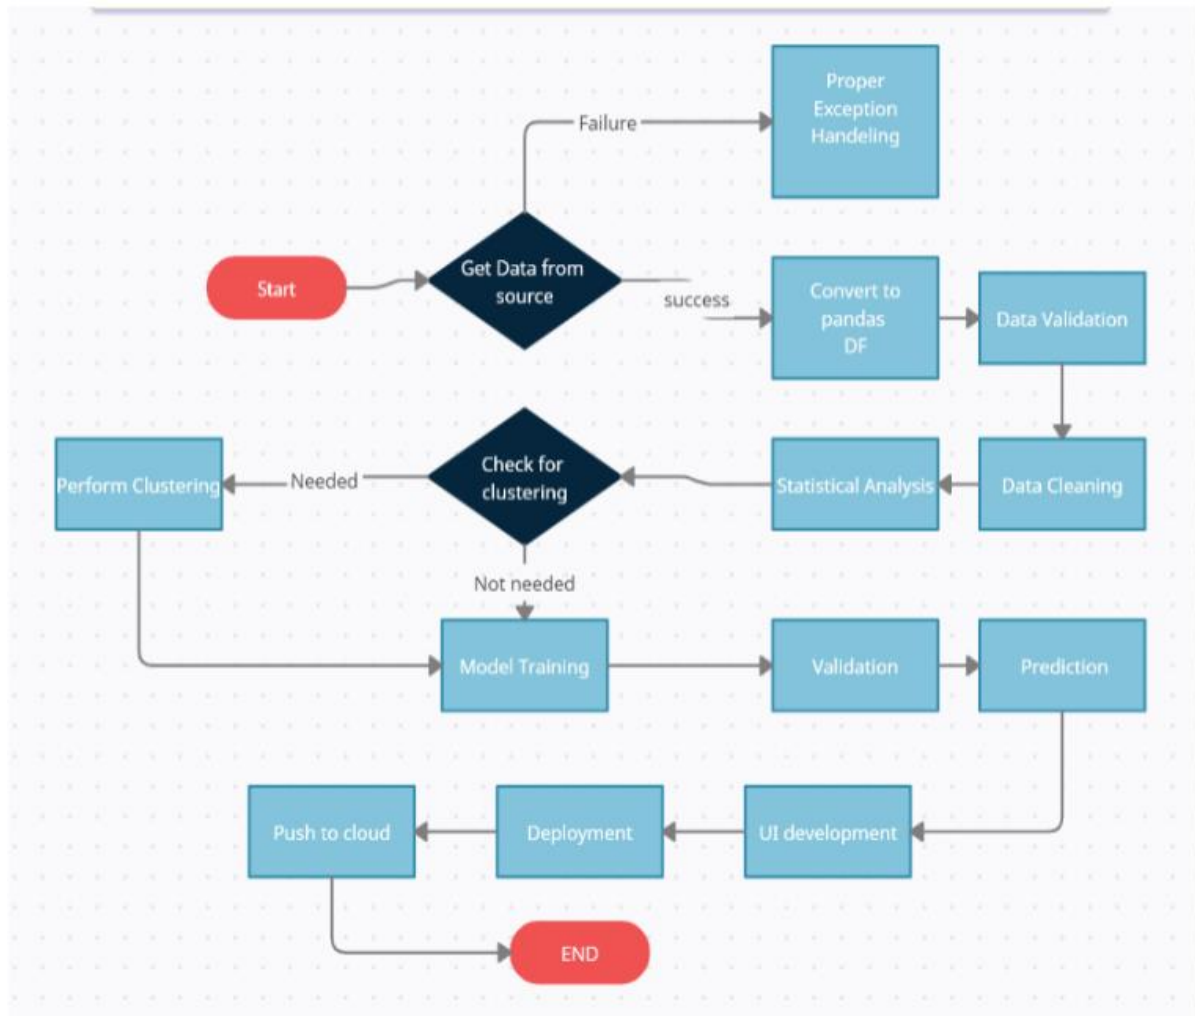 Proper
Exception
Handeling
Failure
Get Data from
source
Start
success
Convert to
pandas
DF
Data Validation
Perform Clustering
Needed
Check for
clustering
Statistical Analysis
Data Cleaning
Not needed
Model Training
Validation
Prediction
Push to cloud
Deployment
UI development
END